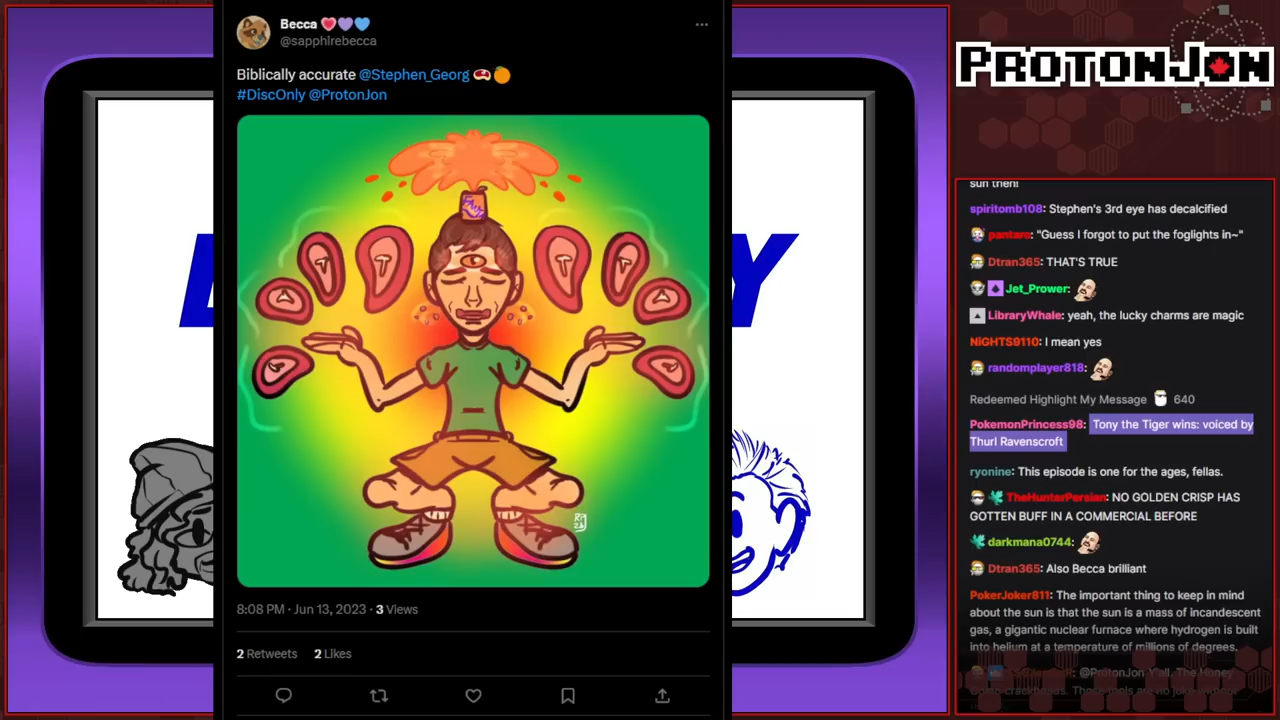 Becca
@sapphirebecca
Biblically accurate @Stephen_Georg
#DiscOnly @ProtonJon
8:08 PM · Jun 13, 2023 · 3 Views
2 Retweets 2 Likes
Y
PROTONJON
sun then!
spiritomb108: Stephen's 3rd eye has decalcified
pantaro: "Guess I forgot to put the foglights in~"
Dtran365: THAT'S TRUE
Jet_Prower:
LibraryWhale: yeah, the lucky charms are magic
NiGHTS9110: I mean yes
randomplayer818:
Redeemed Highlight My Message 640
PokemonPrincess98: Tony the Tiger wins: voiced by
Thurl Ravenscroft
ryonine: This episode is one for the ages, fellas.
TheHunterPersian: NO GOLDEN CRISP HAS
GOTTEN BUFF IN A COMMERCIAL BEFORE
darkmana0744:
Dtran365: Also Becca brilliant
PokerJoker811: The important thing to keep in mind
about the sun is that the sun is a mass of incandescent
gas, a gigantic nuclear furnace where hydrogen is built
into helium at a temperature of millions of degrees.
@ProtonJon Y'all, The Honey